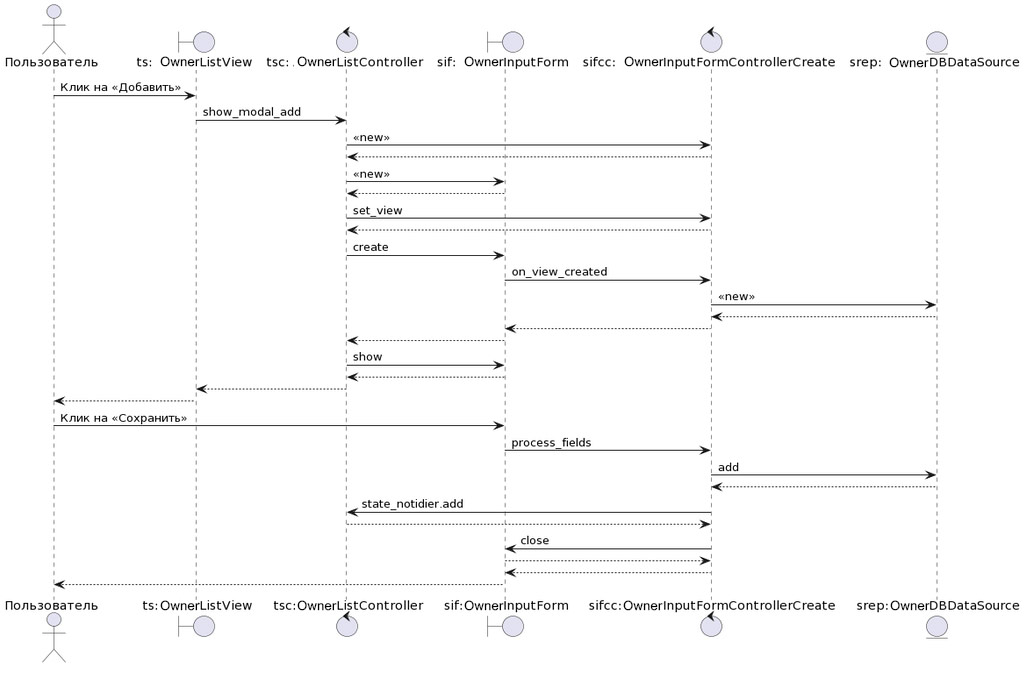 Пользователь
ts: OwnerListView
tsc: OwnerListController
sif: OwnerInputForm
sifcc: OwnerInputFormControllerCreate
srep: OwnerDBDataSource
Клик на «Добавить»
show_modal_add
«new»
«new»
set_view
create
on_view_created
«new»
show
Клик на «Сохранить»
process_fields
add
state_notidier.add
close
Пользователь
ts:OwnerListView
tsc:OwnerListController
sif:OwnerInputForm
sifcc:OwnerInputFormControllerCreate
srep:OwnerDBDataSource